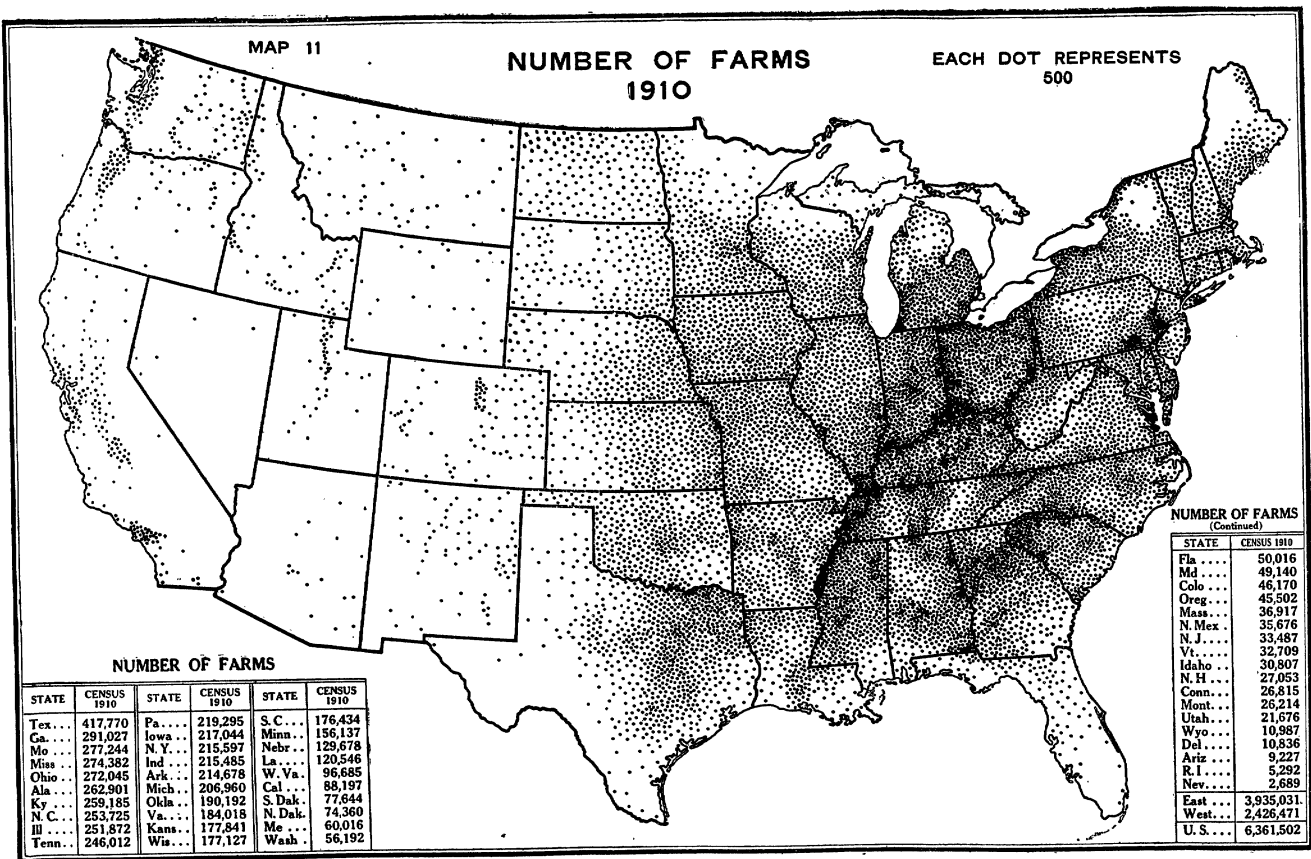 MAP 11
NUMBER OF FARMS
1910
EACH DOT REPRESENTS
500
NUMBER OF FARMS
STATE CENSUS 1910 STATE CENSUS 1910 STATE CENSUS 1910
Tex... 417,770 Pa.... 219,295 S.C... 176,434
Ga.... 291,027 Iowa .. 217,044 Minn.. 156,137
Mo ... 277,244 N.Y... 215,597 Nebr.. 129,678
Miss .. 274,382 Ind ... 215,485 La.... 120,546
Ohio .. 272,045 Ark... 214,678 W.Va. 96,685
Ala ... 262,901 Mich.. 206,960 Cal ... 88,197
Ky ... 259,185 Okla .. 190,192 S.Dak. 77,644
N.C... 253,725 Va.... 184,018 N.Dak. 74,360
Ill .... 251,872 Kans.. 177,841 Me ... 60,016
Tenn.. 246,012 Wis... 177,127 Wash . 56,192
NUMBER OF FARMS
(Continued)
STATE CENSUS 1910
Fla .... 50,016
Md .... 49,140
Colo ... 46,170
Oreg... 45,502
Mass... 36,917
N.Mex . 35,676
N.J.... 33,487
Vt..... 32,709
Idaho .. 30,807
N.H ... 27,053
Conn... 26,815
Mont... 26,214
Utah... 21,676
Wyo ... 10,987
Del .... 10,836
Ariz ... 9,227
R.I .... 5,292
Nev.... 2,689
East ... 3,935,031.
West... 2,426,471
U.S.... 6,361,502